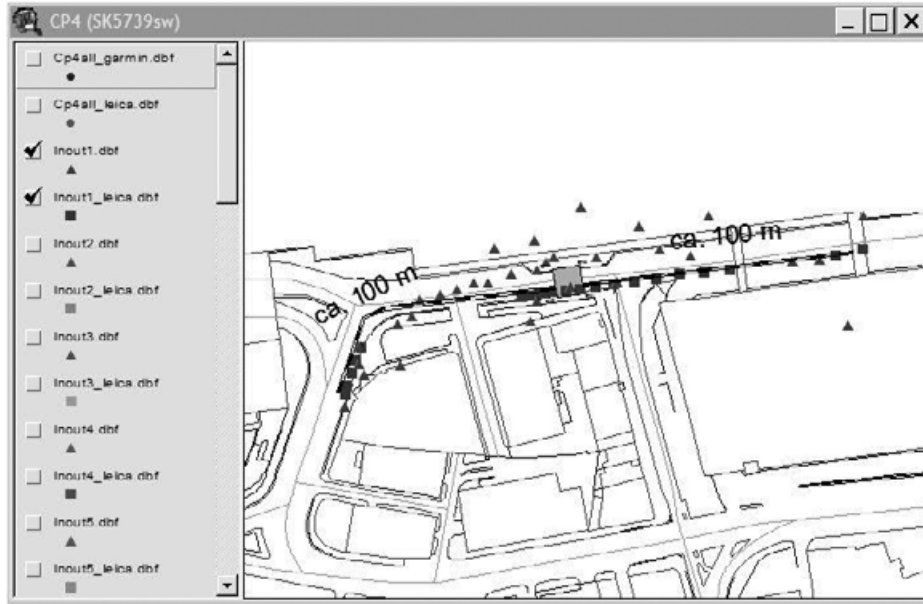 CP4 (SK5739sw)
Cp4all_garmin.dbf
Cp4all_leica.dbf
Inout1.dbf
Inout1_leica.dbf
Inout2.dbf
Inout2_leica.dbf
Inout3.dbf
Inout3_leica.dbf
Inout4.dbf
Inout4_leica.dbf
Inout5.dbf
Inout5_leica.dbf
ca. 100 m
ca. 100 m